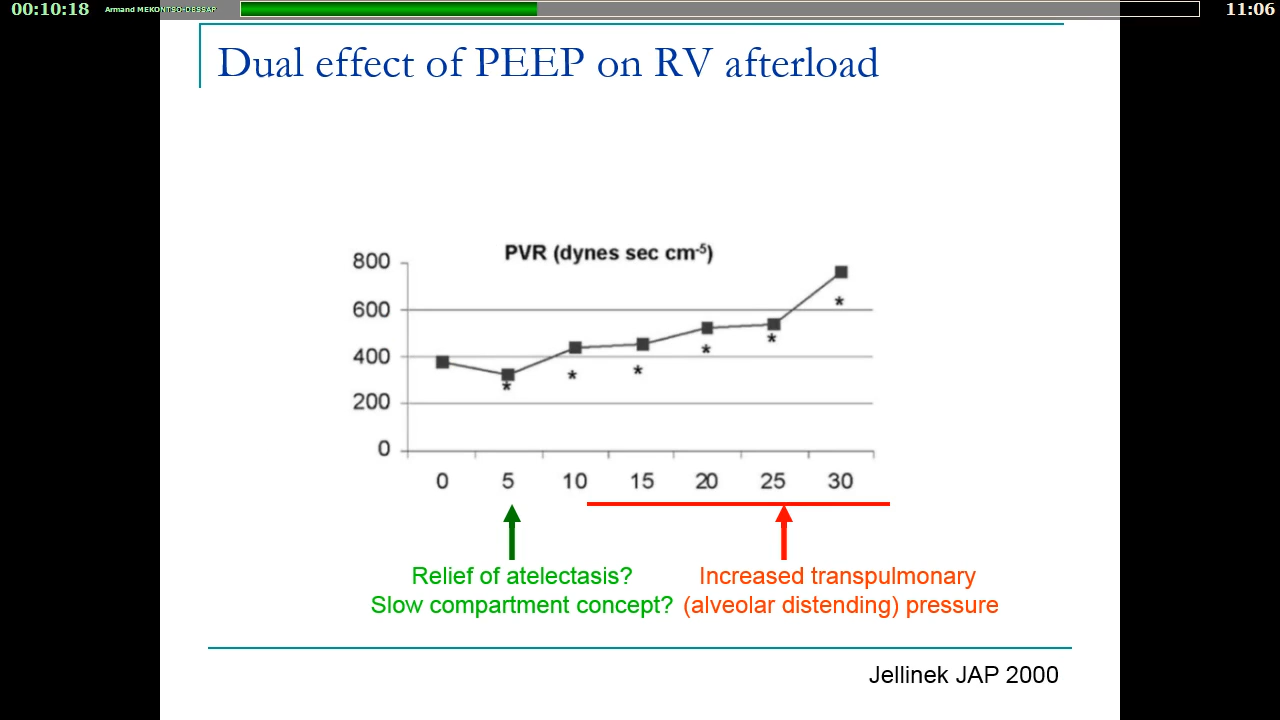 00:10:18
Armand MEKONTSO-DESSAP
11:06
Dual effect of PEEP on RV afterload
PVR (dynes sec cm⁻⁵)
800
600
400
200
0
* * * * * *
0 5 10 15 20 25 30
Relief of atelectasis?
Slow compartment concept?
Increased transpulmonary
(alveolar distending) pressure
Jellinek JAP 2000